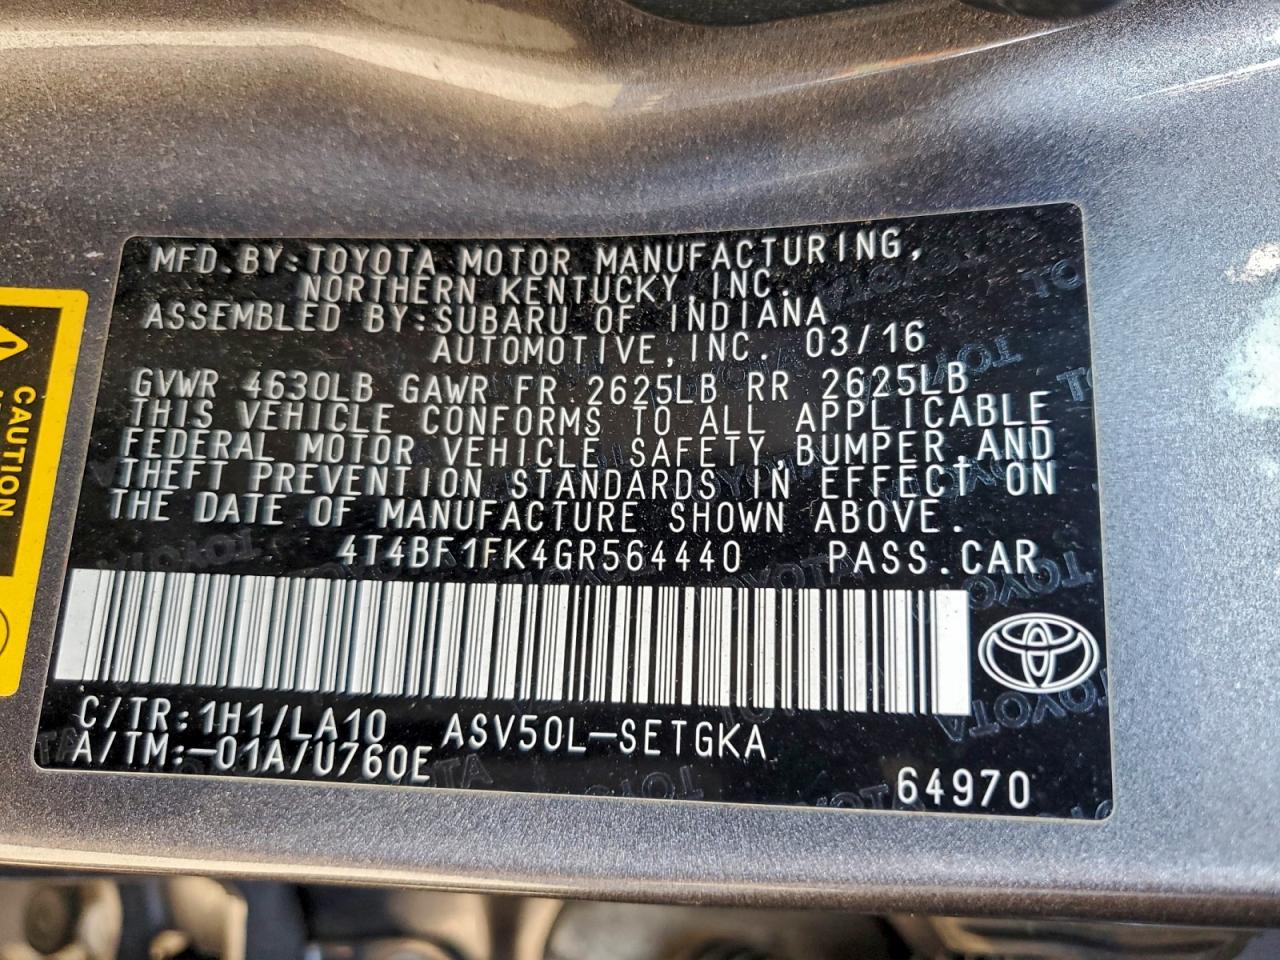 MFD.BY:TOYOTA MOTOR MANUFACTURING,
NORTHERN KENTUCKY,INC.
ASSEMBLED BY:SUBARU OF INDIANA
AUTOMOTIVE,INC. 03/16
GVWR 4630LB GAWR FR 2625LB RR 2625LB
THIS VEHICLE CONFORMS TO ALL APPLICABLE
FEDERAL MOTOR VEHICLE SAFETY,BUMPER,AND
THEFT PREVENTION STANDARDS IN EFFECT ON
THE DATE OF MANUFACTURE SHOWN ABOVE.
4T4BF1FK4GR564440 PASS.CAR
C/TR:1H1/LA10 ASV50L-SETGKA
A/TM:-01A/U760E
64970
CAUTION